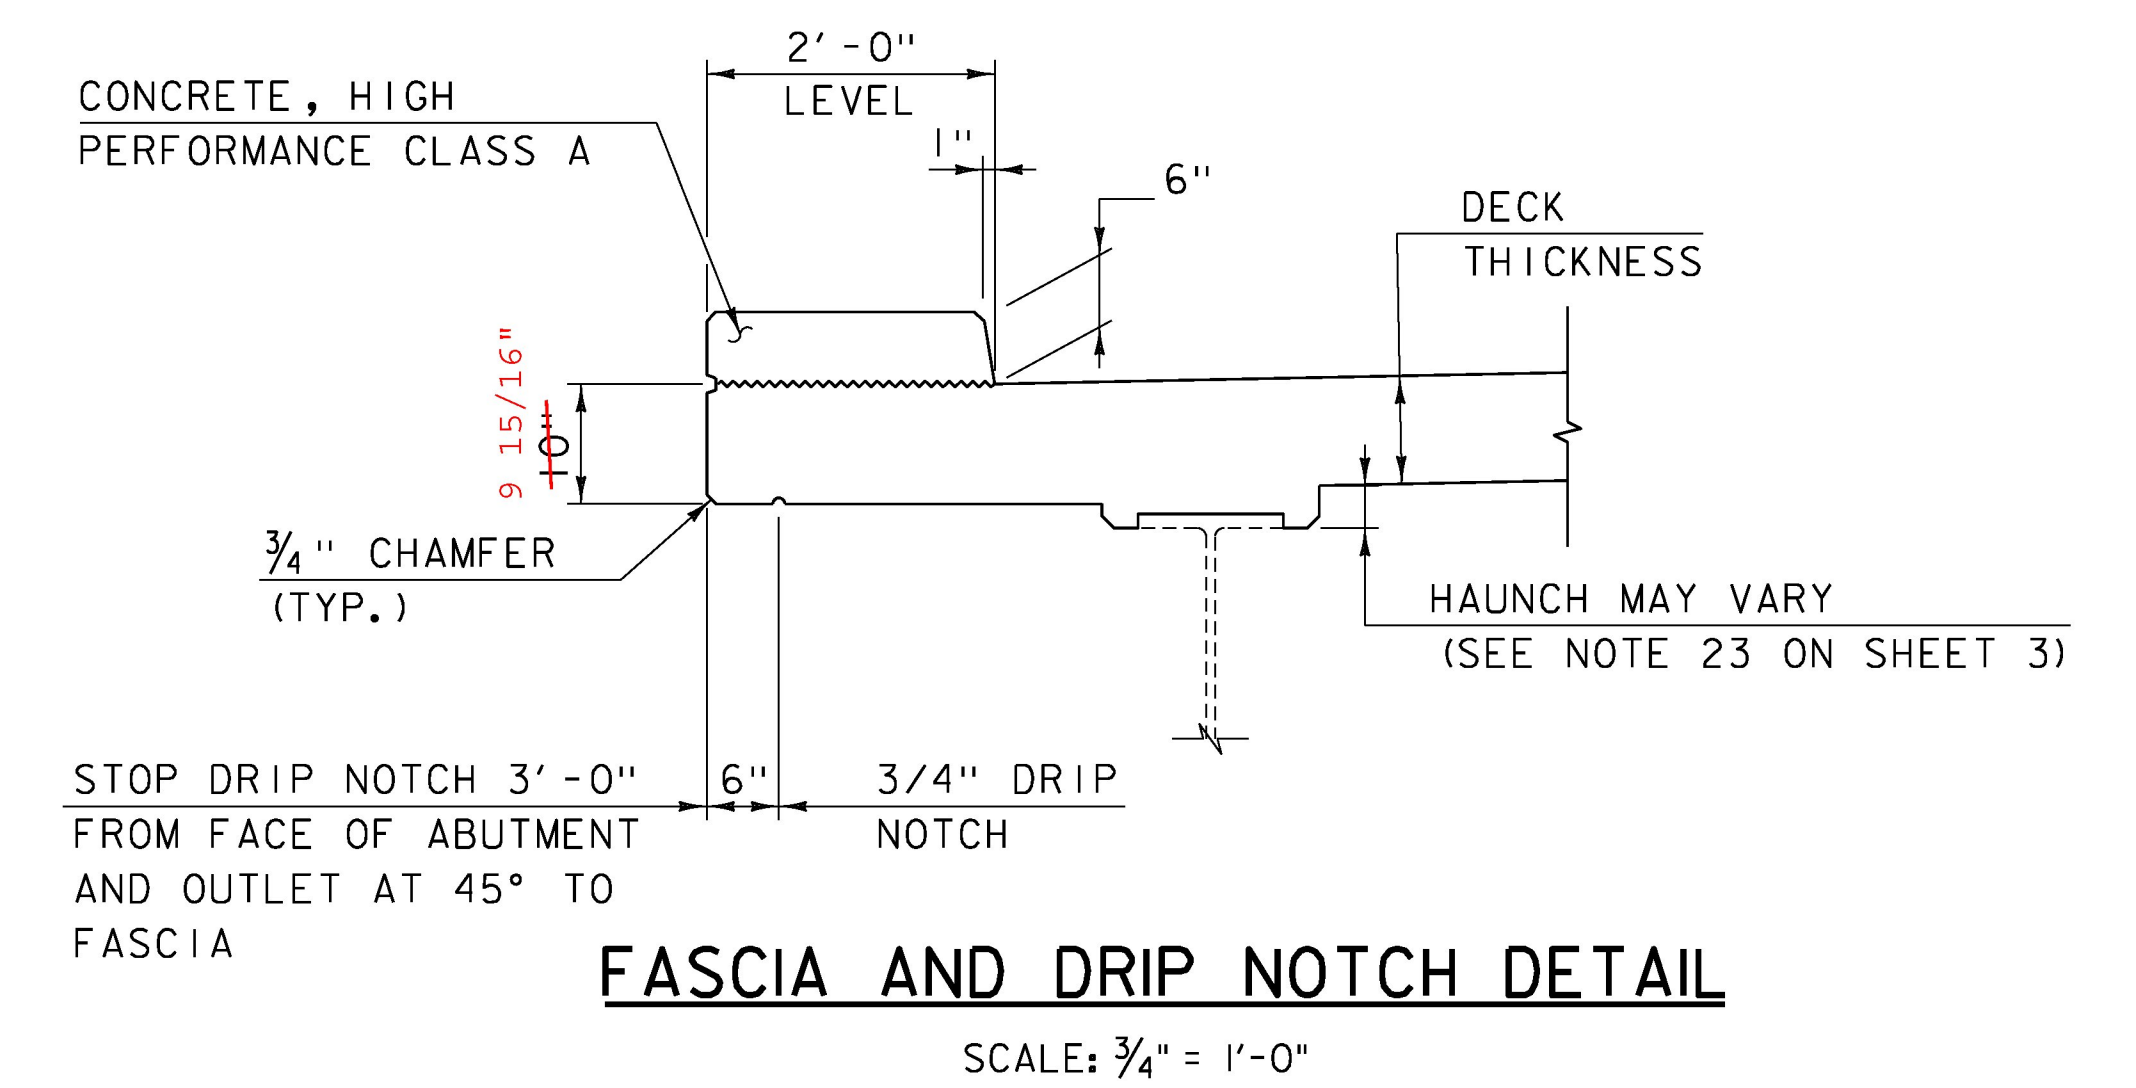 2'-0"
LEVEL
CONCRETE, HIGH
PERFORMANCE CLASS A
1"
6"
DECK
THICKNESS
9 15/16"
10"
3/4" CHAMFER
(TYP.)
HAUNCH MAY VARY
(SEE NOTE 23 ON SHEET 3)
STOP DRIP NOTCH 3'-0"
FROM FACE OF ABUTMENT
AND OUTLET AT 45° TO
FASCIA
6"
3/4" DRIP
NOTCH
FASCIA AND DRIP NOTCH DETAIL
SCALE: 3/4" = 1'-0"